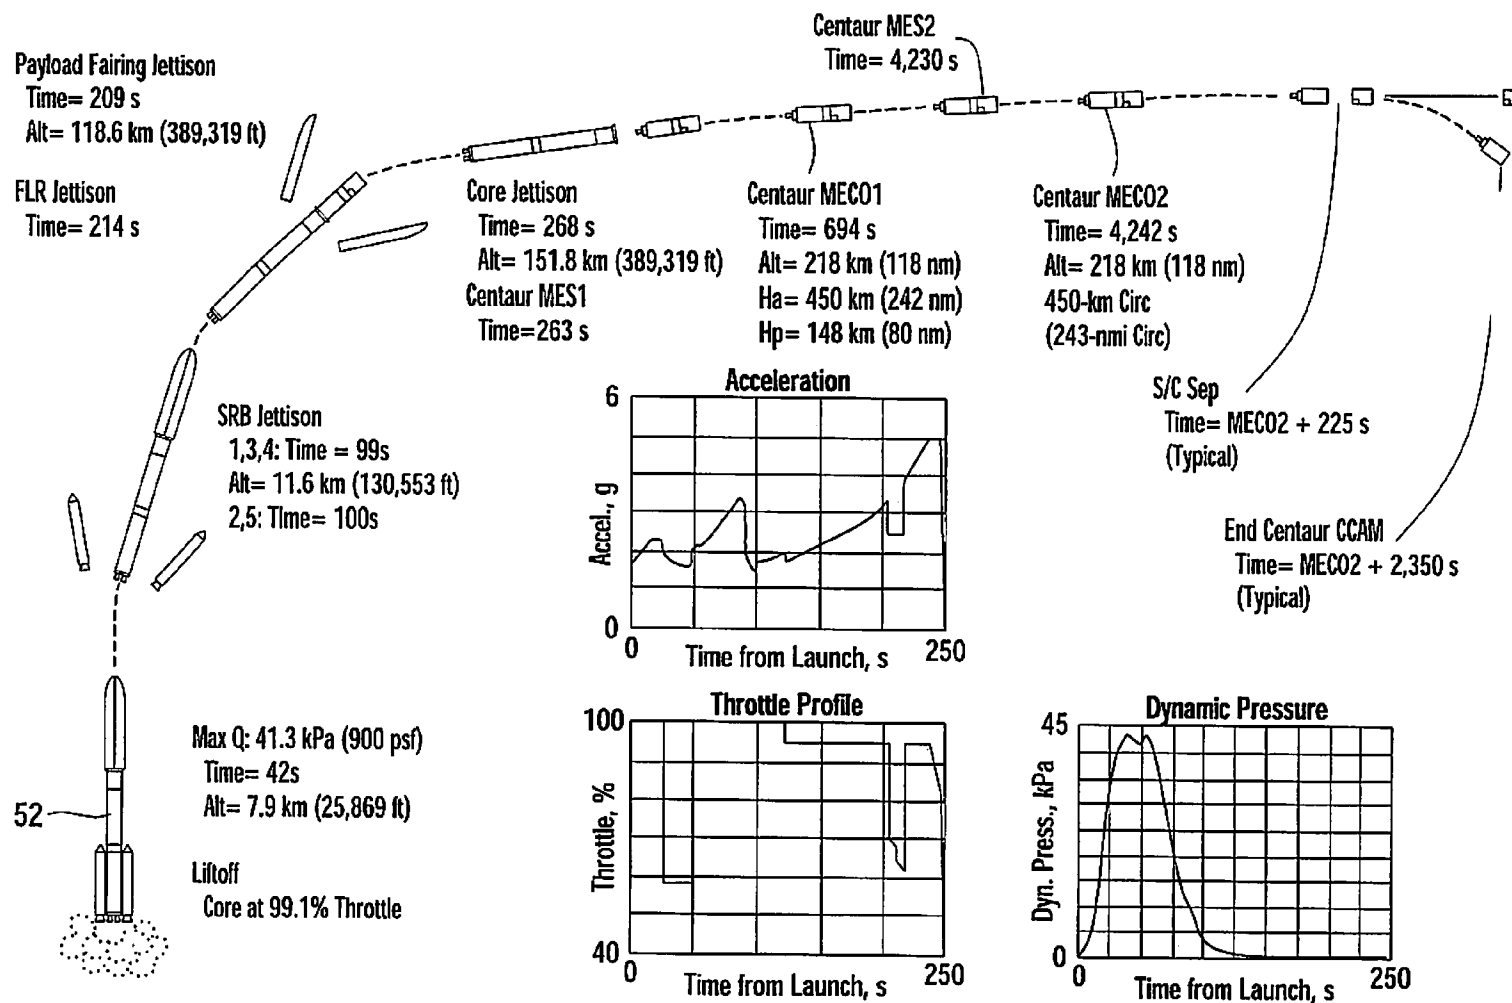 Payload Fairing Jettison
Time= 209 s
Alt= 118.6 km (389,319 ft)
FLR Jettison
Time= 214 s
Centaur MES2
Time= 4,230 s
Core Jettison
Time= 268 s
Alt= 151.8 km (389,319 ft)
Centaur MES1
Time=263 s
Centaur MECO1
Time= 694 s
Alt= 218 km (118 nm)
Ha= 450 km (242 nm)
Hp= 148 km (80 nm)
Centaur MECO2
Time= 4,242 s
Alt= 218 km (118 nm)
450-km Circ
(243-nmi Circ)
S/C Sep
Time= MECO2 + 225 s
(Typical)
End Centaur CCAM
Time= MECO2 + 2,350 s
(Typical)
SRB Jettison
1,3,4: Time = 99s
Alt= 11.6 km (130,553 ft)
2,5: TIme= 100s
Max Q: 41.3 kPa (900 psf)
Time= 42s
Alt= 7.9 km (25,869 ft)
52
Liftoff
Core at 99.1% Throttle
Acceleration
6
Accel., g
0
0
Time from Launch, s
250
Throttle Profile
100
Throttle, %
40
0
Time from Launch, s
250
Dynamic Pressure
45
Dyn. Press., kPa
0
0
Time from Launch, s
250